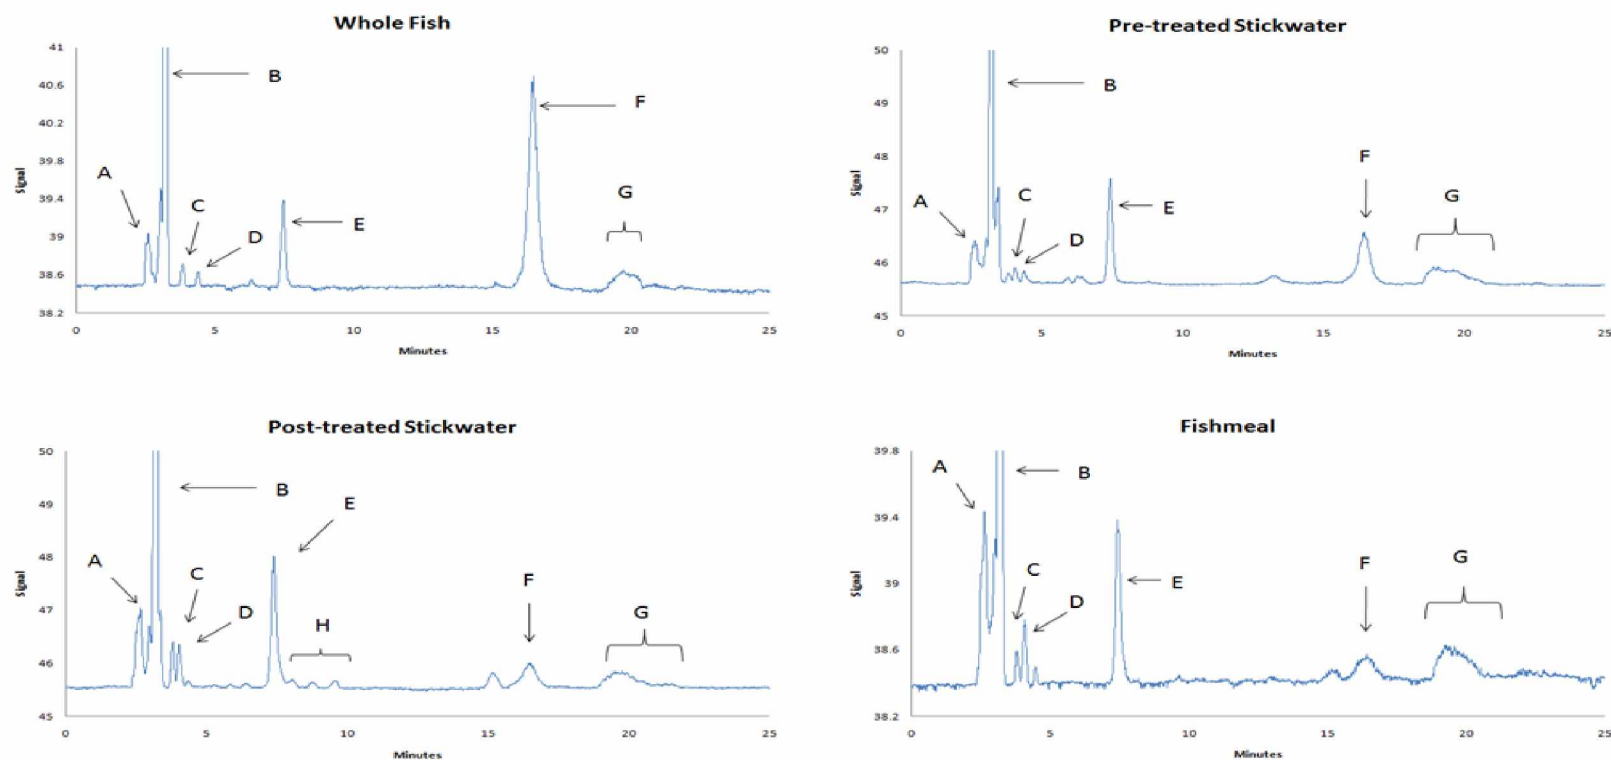 Whole Fish
41
40.6
40.2
39.8
39.4
39
38.6
38.2
Signal
A
B
C
D
E
F
G
0 5 10 15 20 25
Minutes
Pre-treated Stickwater
50
49
48
47
46
45
Signal
A
B
C
D
E
F
G
0 5 10 15 20 25
Minutes
Post-treated Stickwater
50
49
48
47
46
45
Signal
A
B
C
D
E
H
F
G
0 5 10 15 20 25
Minutes
Fishmeal
39.8
39.4
39
38.6
38.2
Signal
A
B
C
D
E
F
G
0 5 10 15 20 25
Minutes